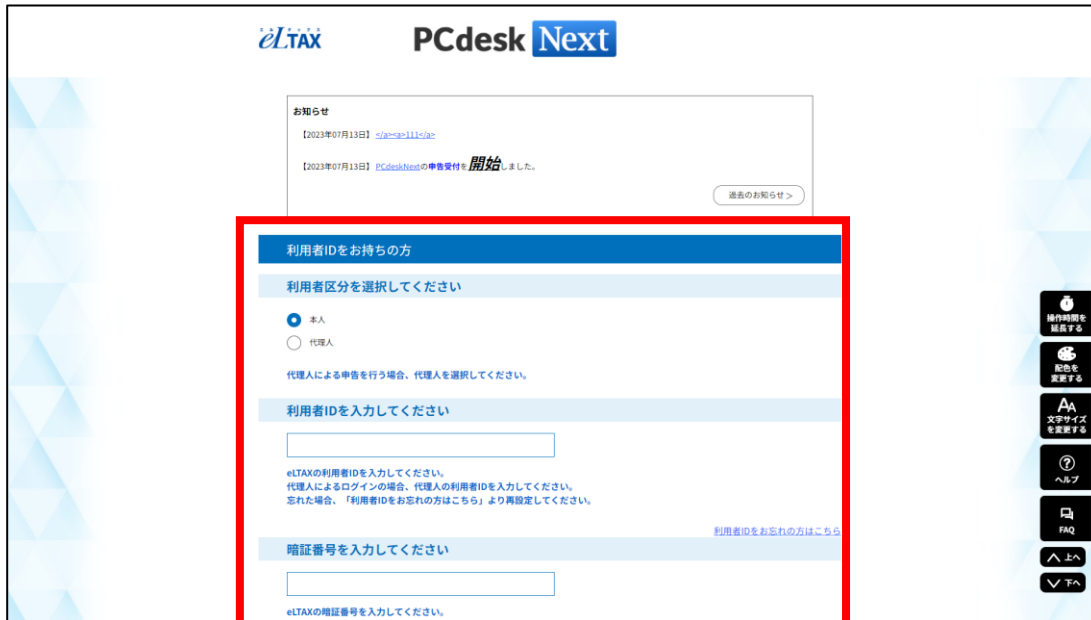 エルタックス
eLTAX
PCdesk Next
お知らせ
【2023年07月13日】 </a><a>111</a>
【2023年07月13日】 PCdeskNextの申告受付を開始しました。
過去のお知らせ >
利用者IDをお持ちの方
利用者区分を選択してください
本人
代理人
代理人による申告を行う場合、代理人を選択してください。
利用者IDを入力してください
eLTAXの利用者IDを入力してください。
代理人によるログインの場合、代理人の利用者IDを入力してください。
忘れた場合、「利用者IDをお忘れの方はこちら」より再設定してください。
利用者IDをお忘れの方はこちら
暗証番号を入力してください
eLTAXの暗証番号を入力してください。
操作時間を
延長する
配色を
変更する
AA
文字サイズ
を変更する
?
ヘルプ
FAQ
上へ
下へ